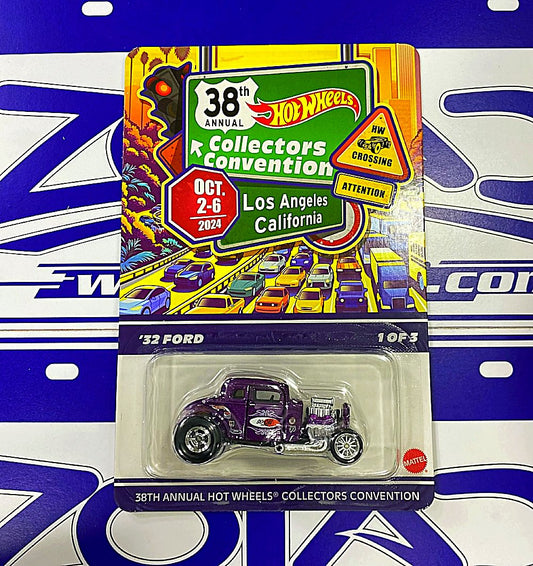 38th
ANNUAL
HOT WHEELS
Collectors
Convention
HW
CROSSING
ATTENTION
OCT.
2-6
2024
Los Angeles
California
'32 FORD
1 OF 3
MATTEL
38TH ANNUAL HOT WHEELS® COLLECTORS CONVENTION
.com